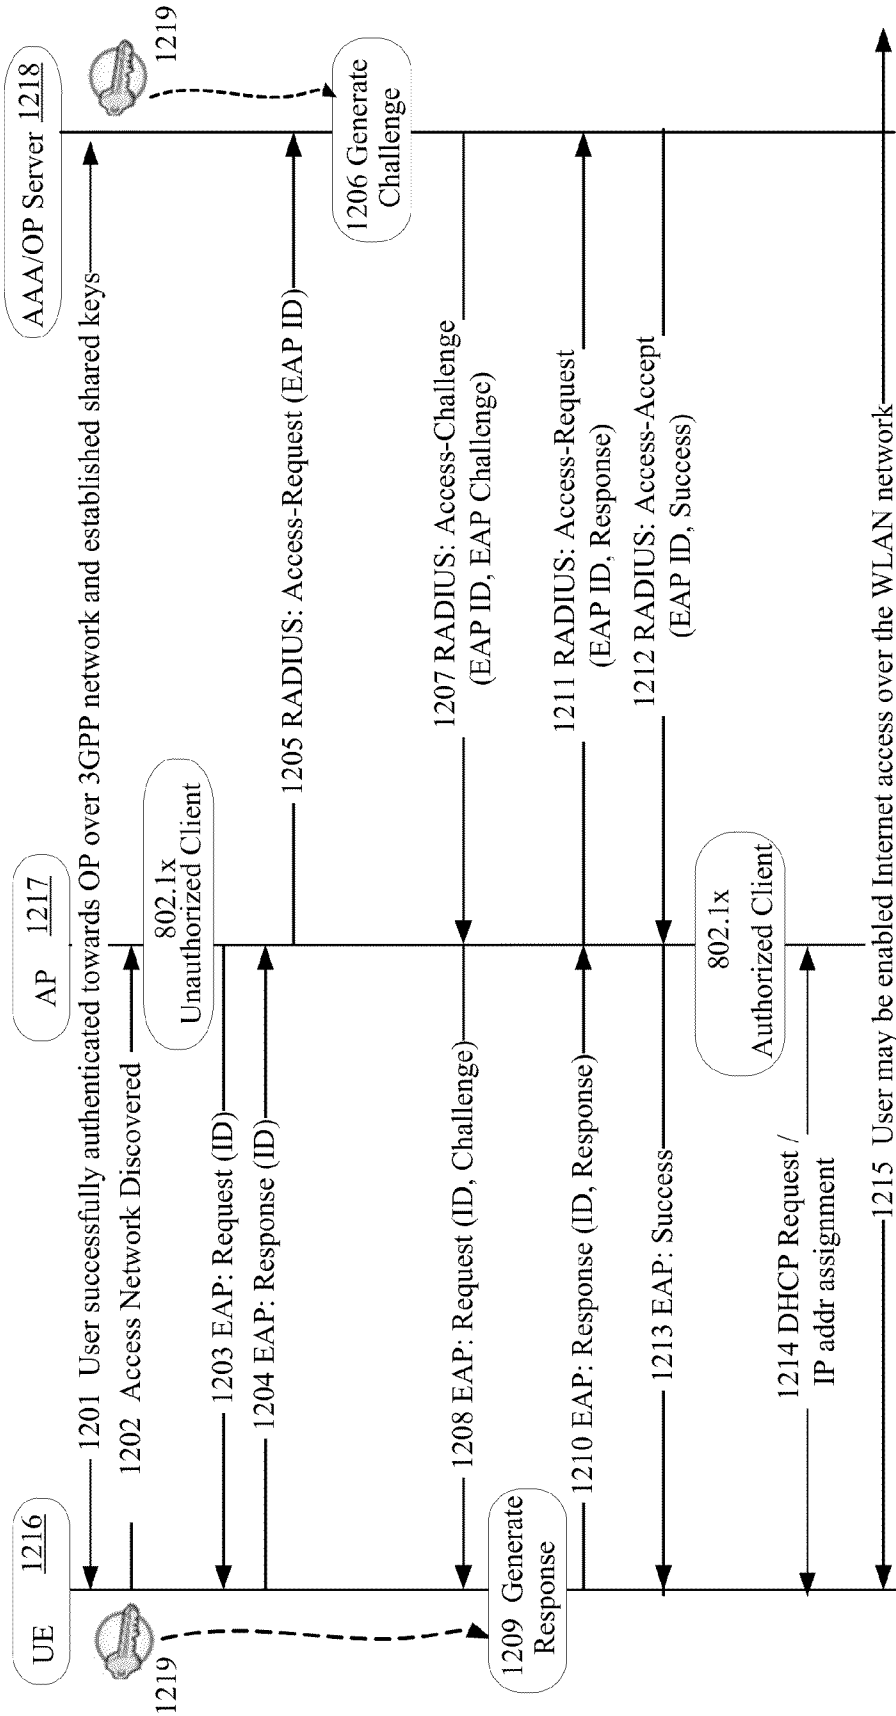 UE 1216
AP 1217
AAA/OP Server 1218
1219
1219
1201 User successfully authenticated towards OP over 3GPP network and established shared keys
1202 Access Network Discovered
802.1x
Unauthorized Client
1203 EAP: Request (ID)
1204 EAP: Response (ID)
1205 RADIUS: Access-Request (EAP ID)
1206 Generate
Challenge
1207 RADIUS: Access-Challenge
(EAP ID, EAP Challenge)
1208 EAP: Request (ID, Challenge)
1209 Generate
Response
1210 EAP: Response (ID, Response)
1211 RADIUS: Access-Request
(EAP ID, Response)
1212 RADIUS: Access-Accept
(EAP ID, Success)
1213 EAP: Success
802.1x
Authorized Client
1214 DHCP Request /
IP addr assignment
1215 User may be enabled Internet access over the WLAN network